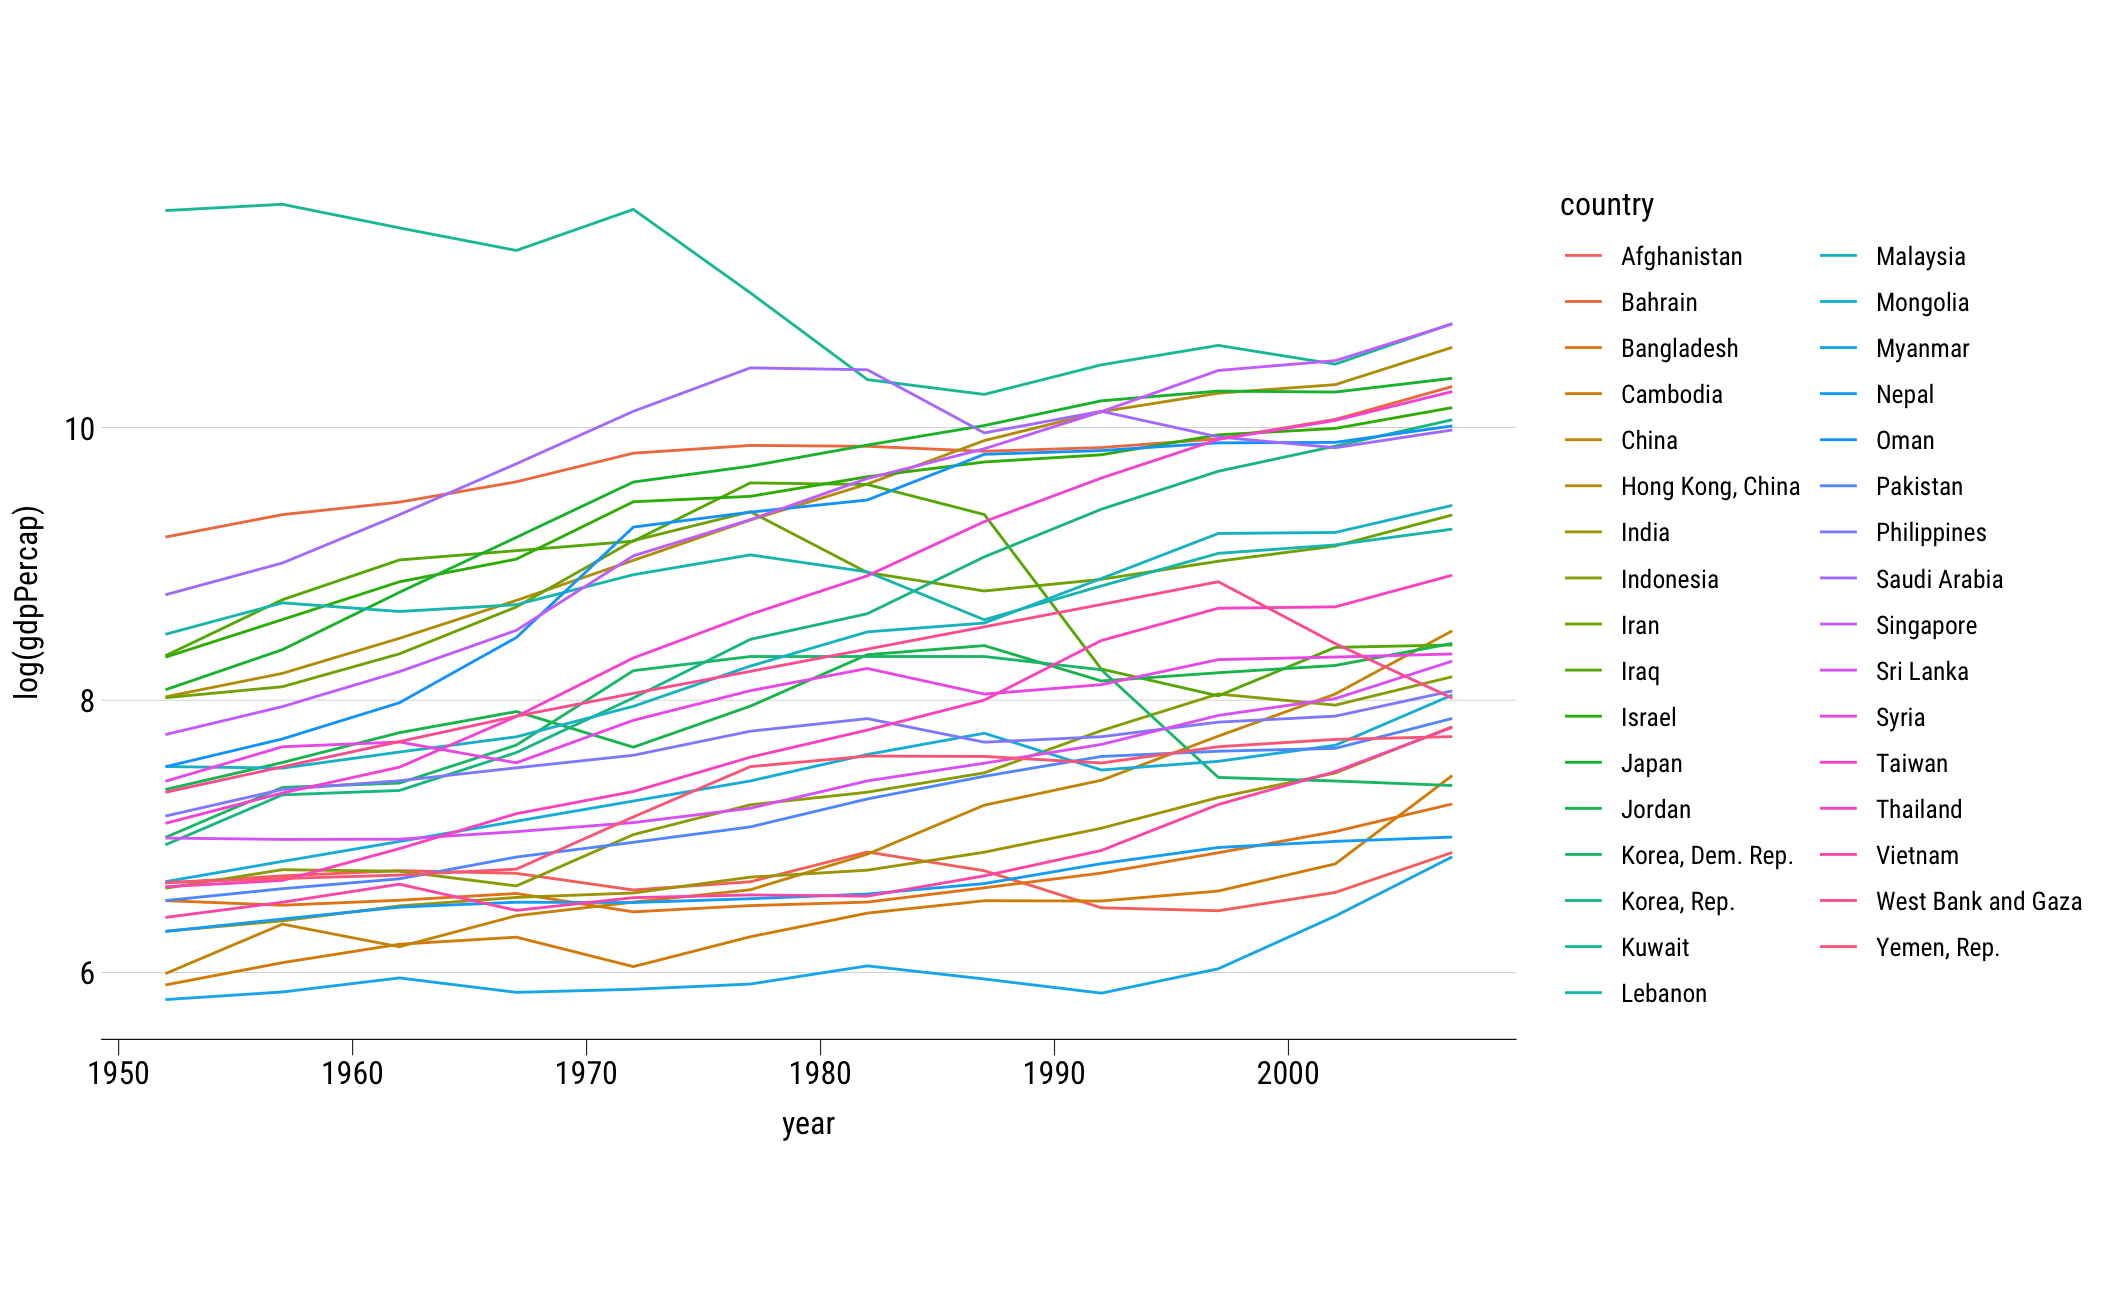 log(gdpPercap)
10
8
6
1950 1960 1970 1980 1990 2000
year
country
Afghanistan
Bahrain
Bangladesh
Cambodia
China
Hong Kong, China
India
Indonesia
Iran
Iraq
Israel
Japan
Jordan
Korea, Dem. Rep.
Korea, Rep.
Kuwait
Lebanon
Malaysia
Mongolia
Myanmar
Nepal
Oman
Pakistan
Philippines
Saudi Arabia
Singapore
Sri Lanka
Syria
Taiwan
Thailand
Vietnam
West Bank and Gaza
Yemen, Rep.